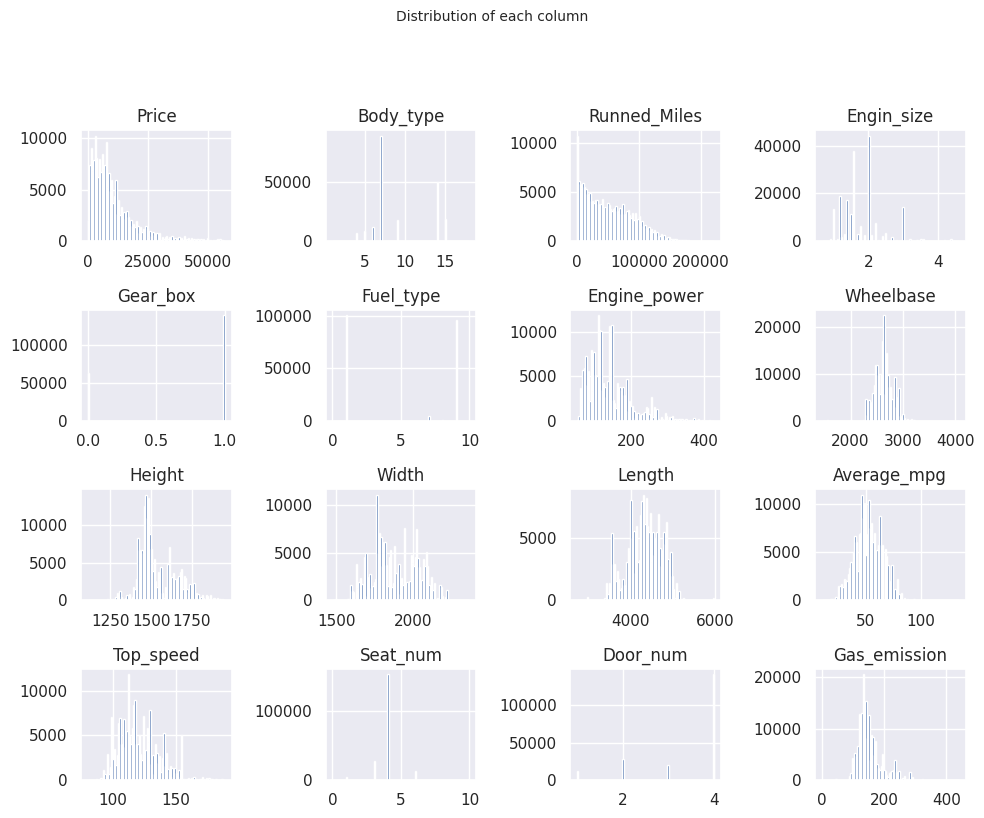 Distribution of each column
Price
Body_type
Runned_Miles
Engin_size
10000
5000
0
0 25000 50000
50000
0
5 10 15
10000
5000
0
0 100000 200000
40000
20000
0
2 4
Gear_box
Fuel_type
Engine_power
Wheelbase
100000
50000
0
0.0 0.5 1.0
100000
50000
0
0 5 10
10000
5000
0
200 400
20000
10000
0
2000 3000 4000
Height
Width
Length
Average_mpg
10000
5000
0
1250 1500 1750
10000
5000
0
1500 2000
5000
0
4000 6000
10000
5000
0
50 100
Top_speed
Seat_num
Door_num
Gas_emission
10000
5000
0
100 150
100000
0
0 5 10
100000
50000
0
2 4
20000
10000
0
0 200 400